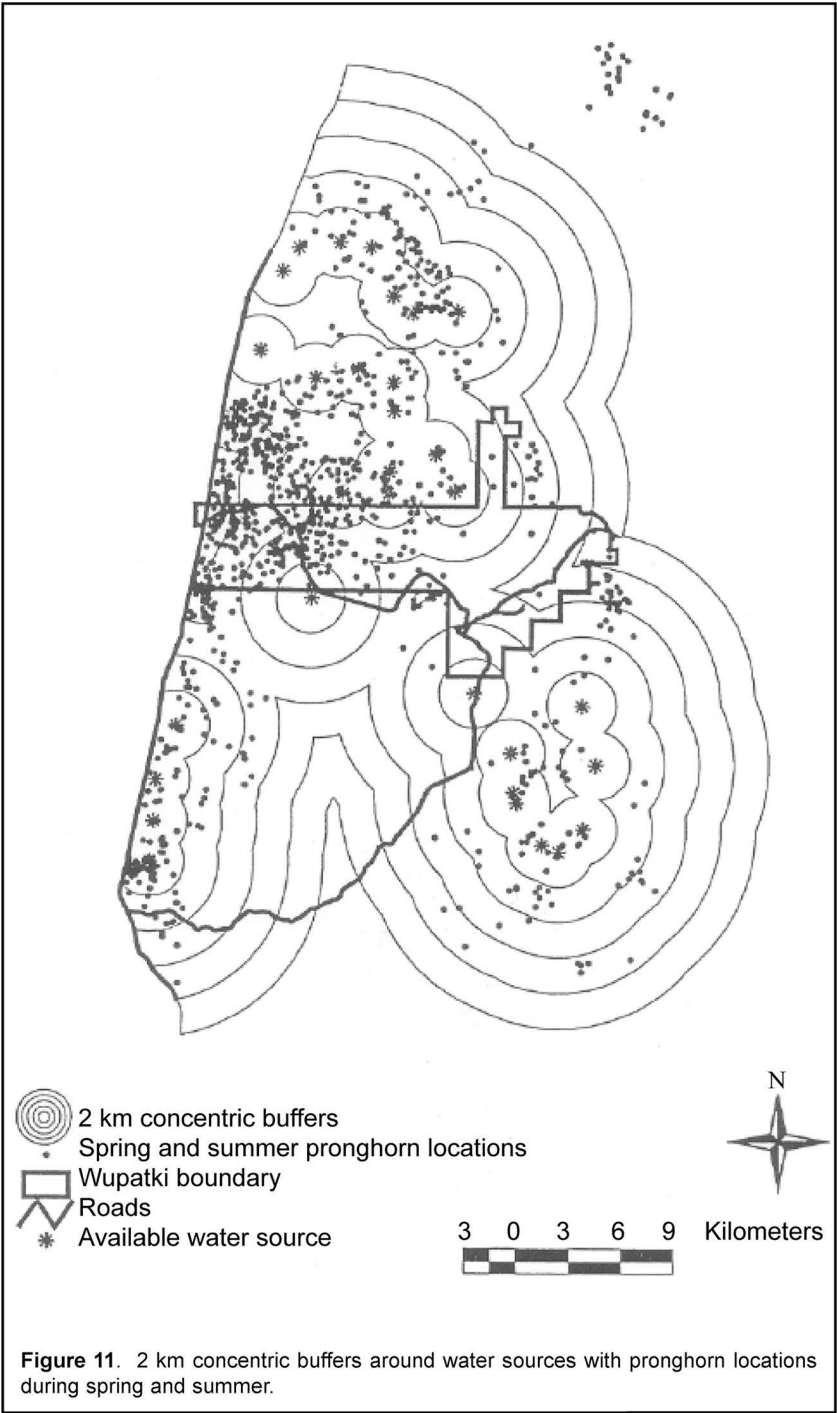 N
2 km concentric buffers
Spring and summer pronghorn locations
Wupatki boundary
Roads
Available water source
3 0 3 6 9 Kilometers
Figure 11. 2 km concentric buffers around water sources with pronghorn locations
during spring and summer.